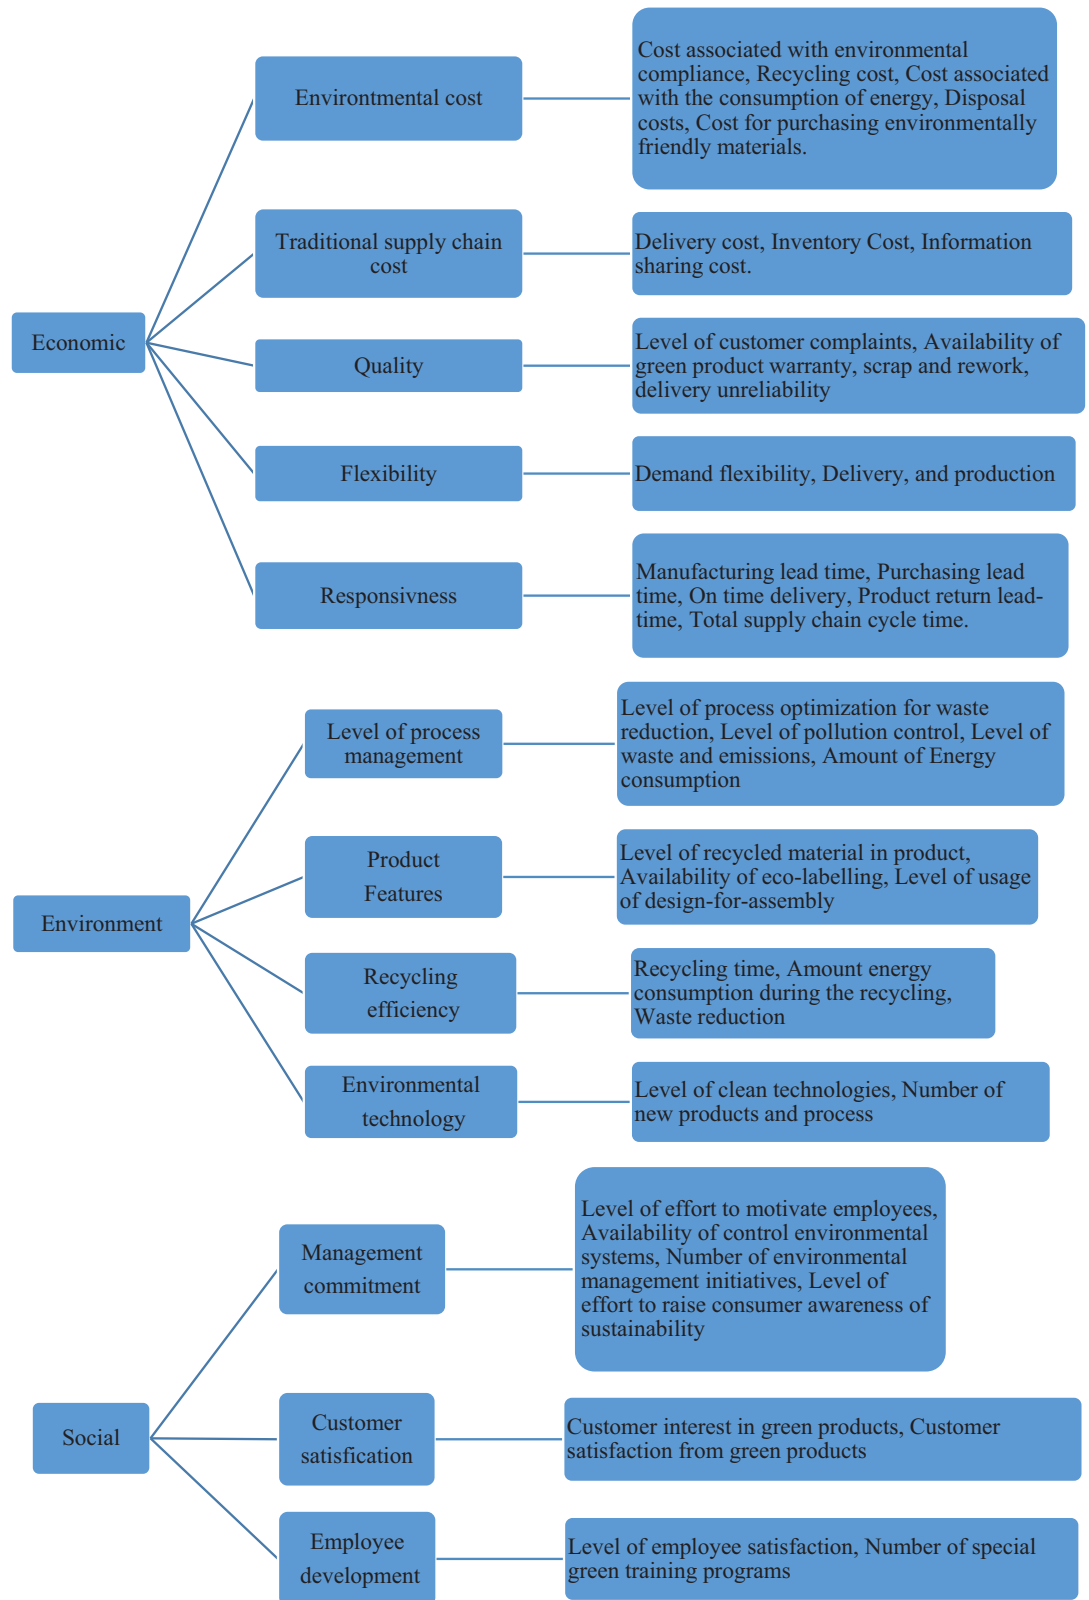 Economic
Environtmental cost
Cost associated with environmental
compliance, Recycling cost, Cost associated
with the consumption of energy, Disposal
costs, Cost for purchasing environmentally
friendly materials.
Traditional supply chain
cost
Delivery cost, Inventory Cost, Information
sharing cost.
Quality
Level of customer complaints, Availability of
green product warranty, scrap and rework,
delivery unreliability
Flexibility
Demand flexibility, Delivery, and production
Responsivness
Manufacturing lead time, Purchasing lead
time, On time delivery, Product return lead-
time, Total supply chain cycle time.
Environment
Level of process
management
Level of process optimization for waste
reduction, Level of pollution control, Level of
waste and emissions, Amount of Energy
consumption
Product
Features
Level of recycled material in product,
Availability of eco-labelling, Level of usage
of design-for-assembly
Recycling
efficiency
Recycling time, Amount energy
consumption during the recycling,
Waste reduction
Environmental
technology
Level of clean technologies, Number of
new products and process
Social
Management
commitment
Level of effort to motivate employees,
Availability of control environmental
systems, Number of environmental
management initiatives, Level of
effort to raise consumer awareness of
sustainability
Customer
satisfication
Customer interest in green products, Customer
satisfaction from green products
Employee
development
Level of employee satisfaction, Number of special
green training programs